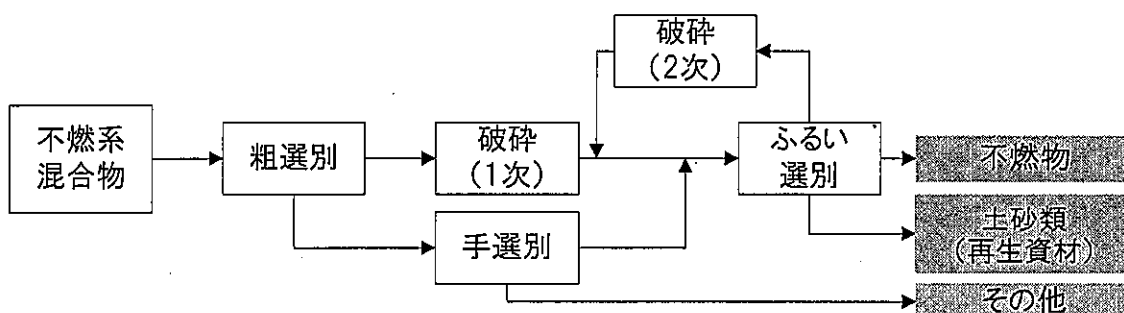 破砕
(2次)
不燃系
混合物
粗選別
破砕
(1次)
ふるい
選別
不燃物
手選別
土砂類
(再生資材)
その他